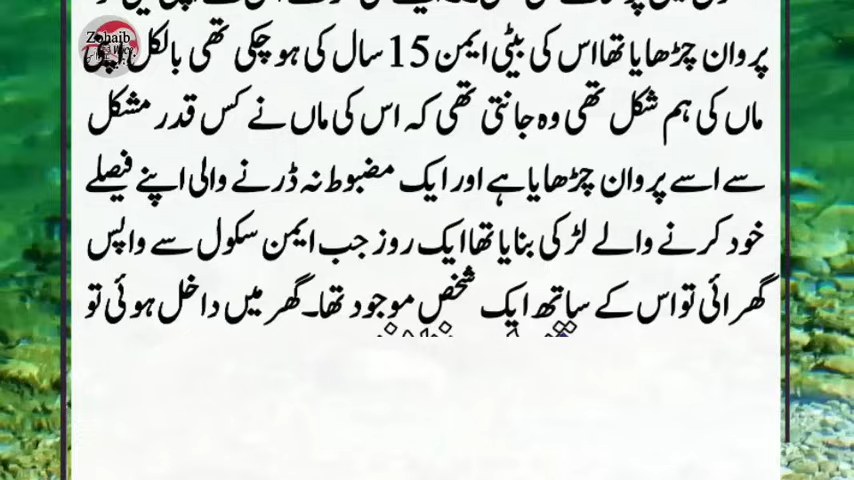 Zohaib
پروان چڑھایا تھا اس کی بیٹی ایمن 15 سال کی ہو چکی تھی بالکل
ماں کی ہم شکل تھی وہ جانتی تھی کہ اس کی ماں نے کس قدر مشکل
سے اسے پروان چڑھایا ہے اور ایک مضبوط نہ ڈرنے والی اپنے فیصلے
خود کرنے والے لڑکی بنایا تھا ایک روز جب ایمن سکول سے واپس
گھر ائی تو اس کے ساتھ ایک شخص موجود تھا۔ گھر میں داخل ہوئی تو